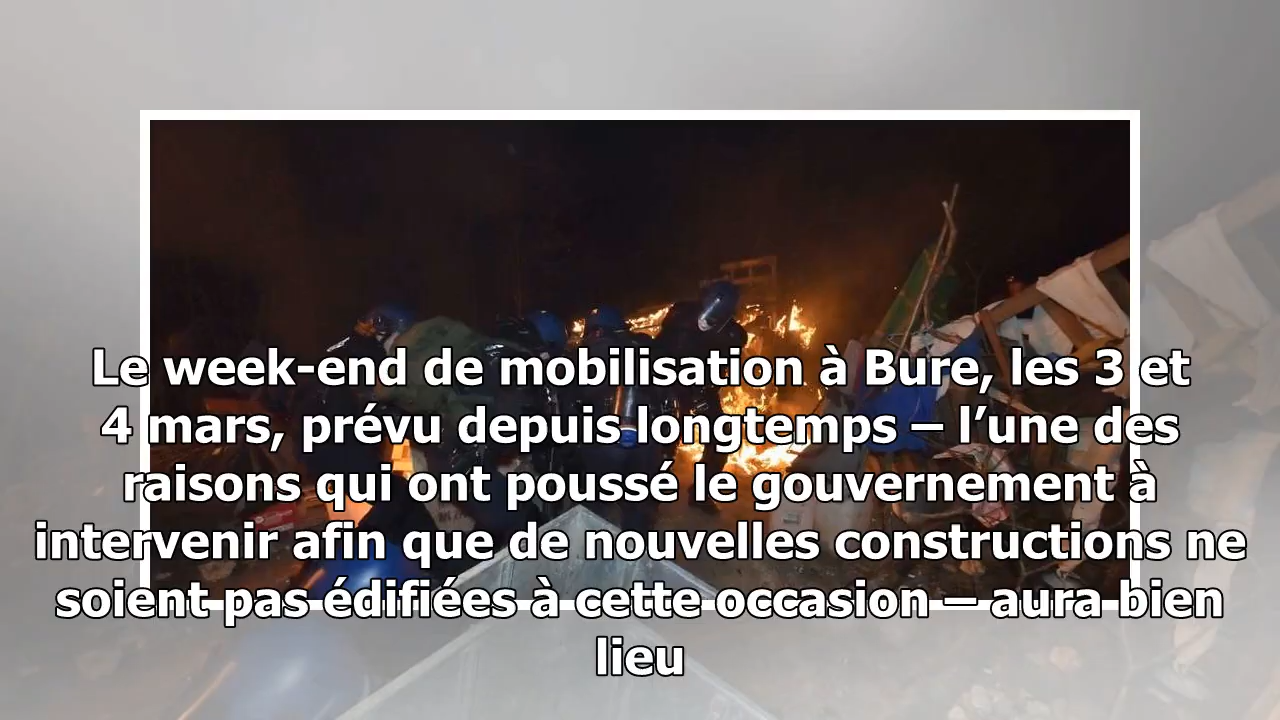 Le week-end de mobilisation à Bure, les 3 et
4 mars, prévu depuis longtemps — l’une des
raisons qui ont poussé le gouvernement à
intervenir afin que de nouvelles constructions ne
soient pas édifiées à cette occasion — aura bien
lieu